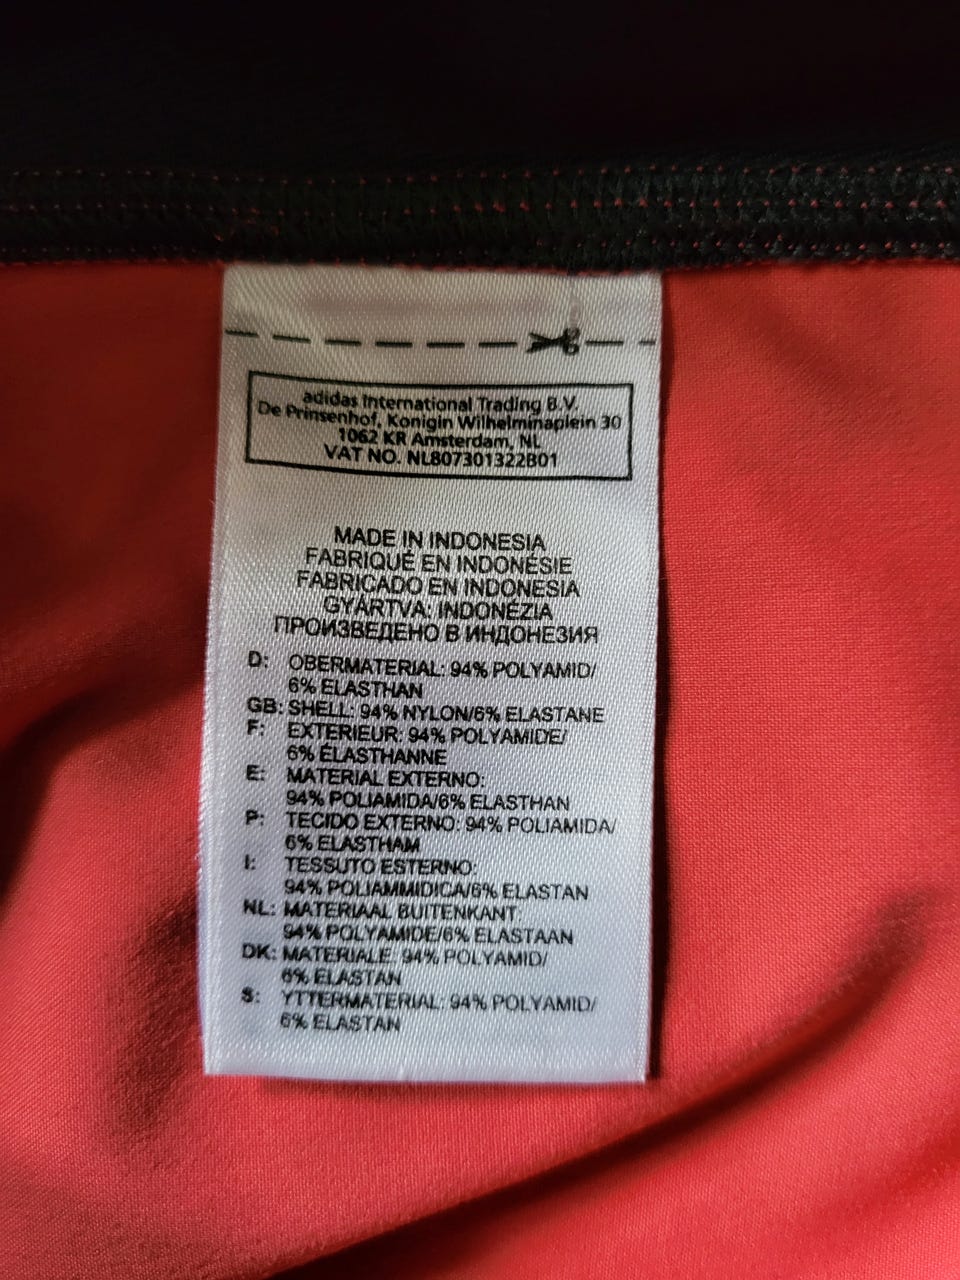 adidas International Trading B.V.
De Prinsenhof, Konigin Wilhelminaplein 30
1062 KR Amsterdam, NL
VAT NO. NL807301322B01
MADE IN INDONESIA
FABRIQUÉ EN INDONÉSIE
FABRICADO EN INDONESIA
GYÁRTVA: INDONÉZIA
ПРОИЗВЕДЕНО В ИНДОНЕЗИЯ
D: OBERMATERIAL: 94% POLYAMID/
6% ELASTHAN
GB: SHELL: 94% NYLON/6% ELASTANE
F: EXTERIEUR: 94% POLYAMIDE/
6% ÉLASTHANNE
E: MATERIAL EXTERNO:
94% POLIAMIDA/6% ELASTHAN
P: TECIDO EXTERNO: 94% POLIAMIDA/
6% ELASTHAM
I: TESSUTO ESTERNO:
94% POLIAMMIDICA/6% ELASTAN
NL: MATERIAAL BUITENKANT:
94% POLYAMIDE/6% ELASTAAN
DK: MATERIALE: 94% POLYAMID/
6% ELASTAN
S: YTTERMATERIAL: 94% POLYAMID/
6% ELASTAN